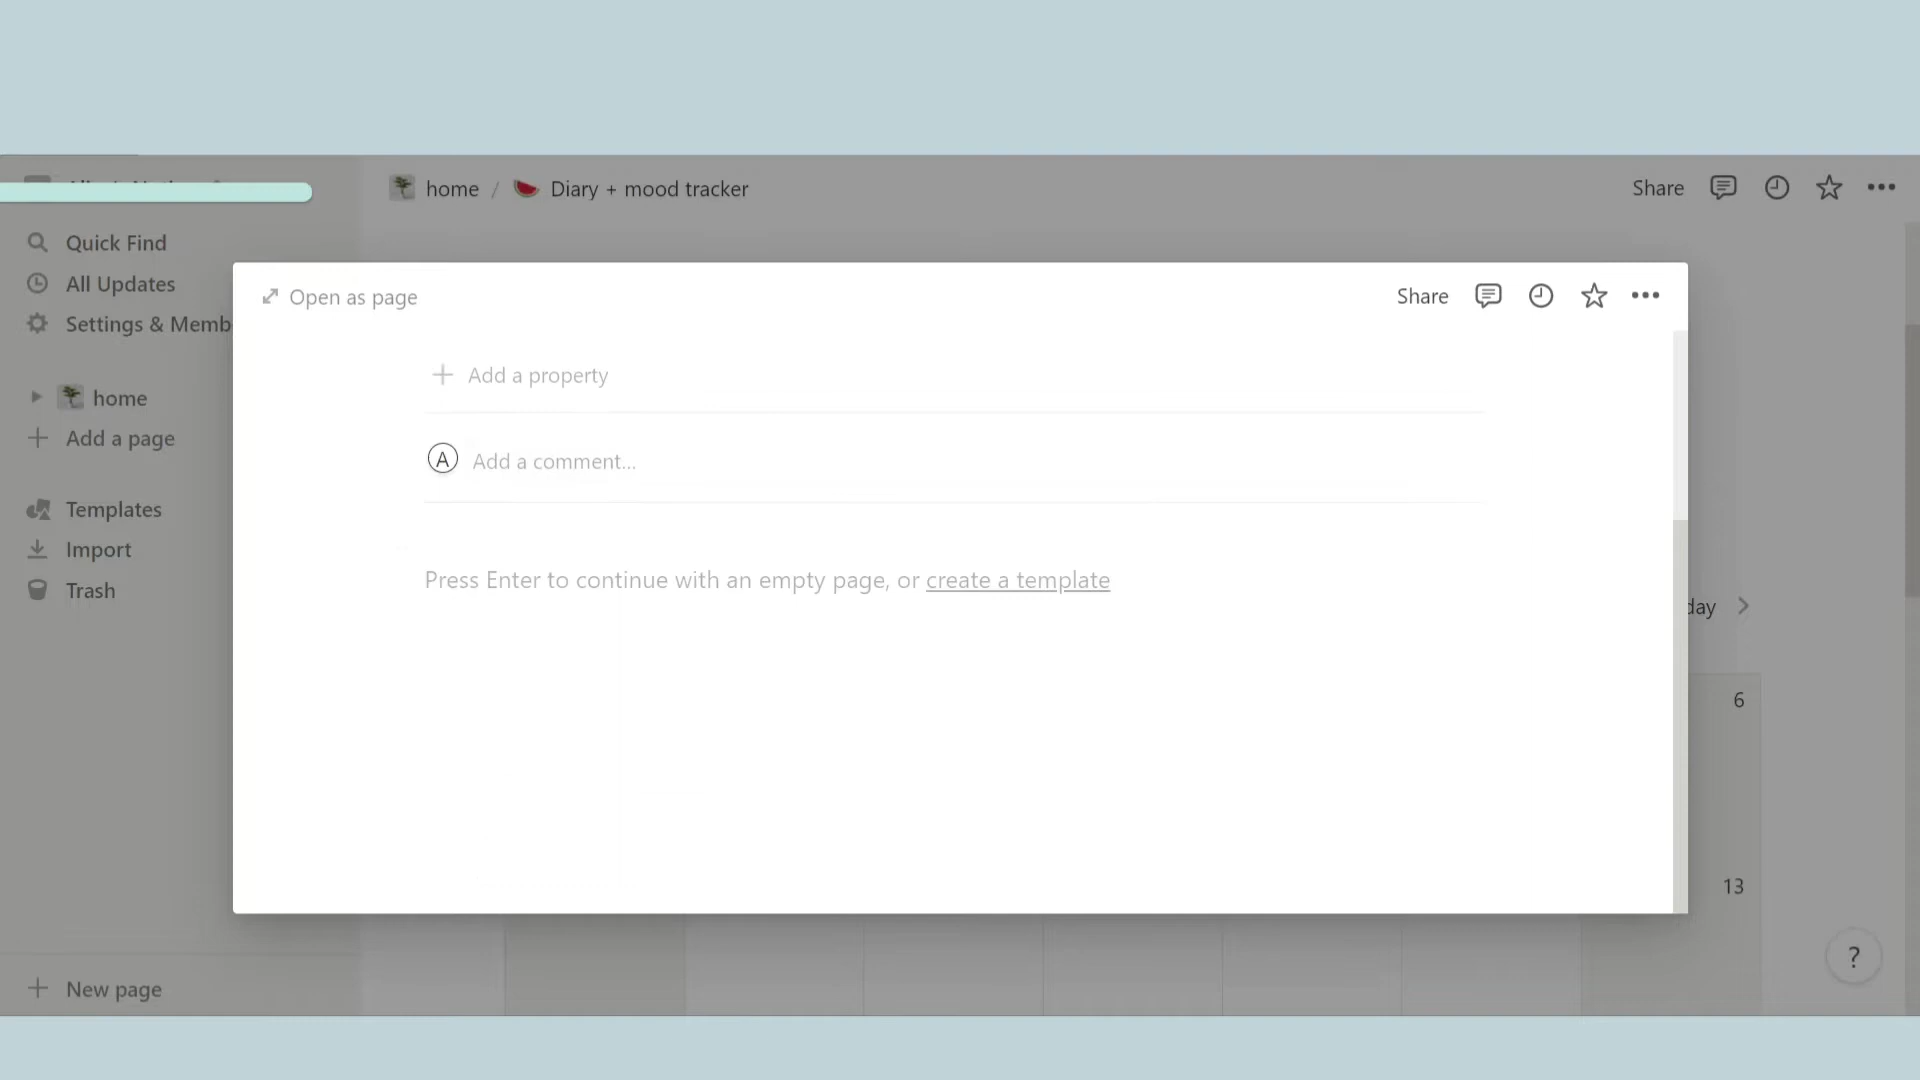 home / Diary + mood tracker
Share
Quick Find
All Updates
Settings & Memb
home
Add a page
Templates
Import
Trash
New page
Open as page
Share
Add a property
A Add a comment...
Press Enter to continue with an empty page, or create a template
day
6
13
?